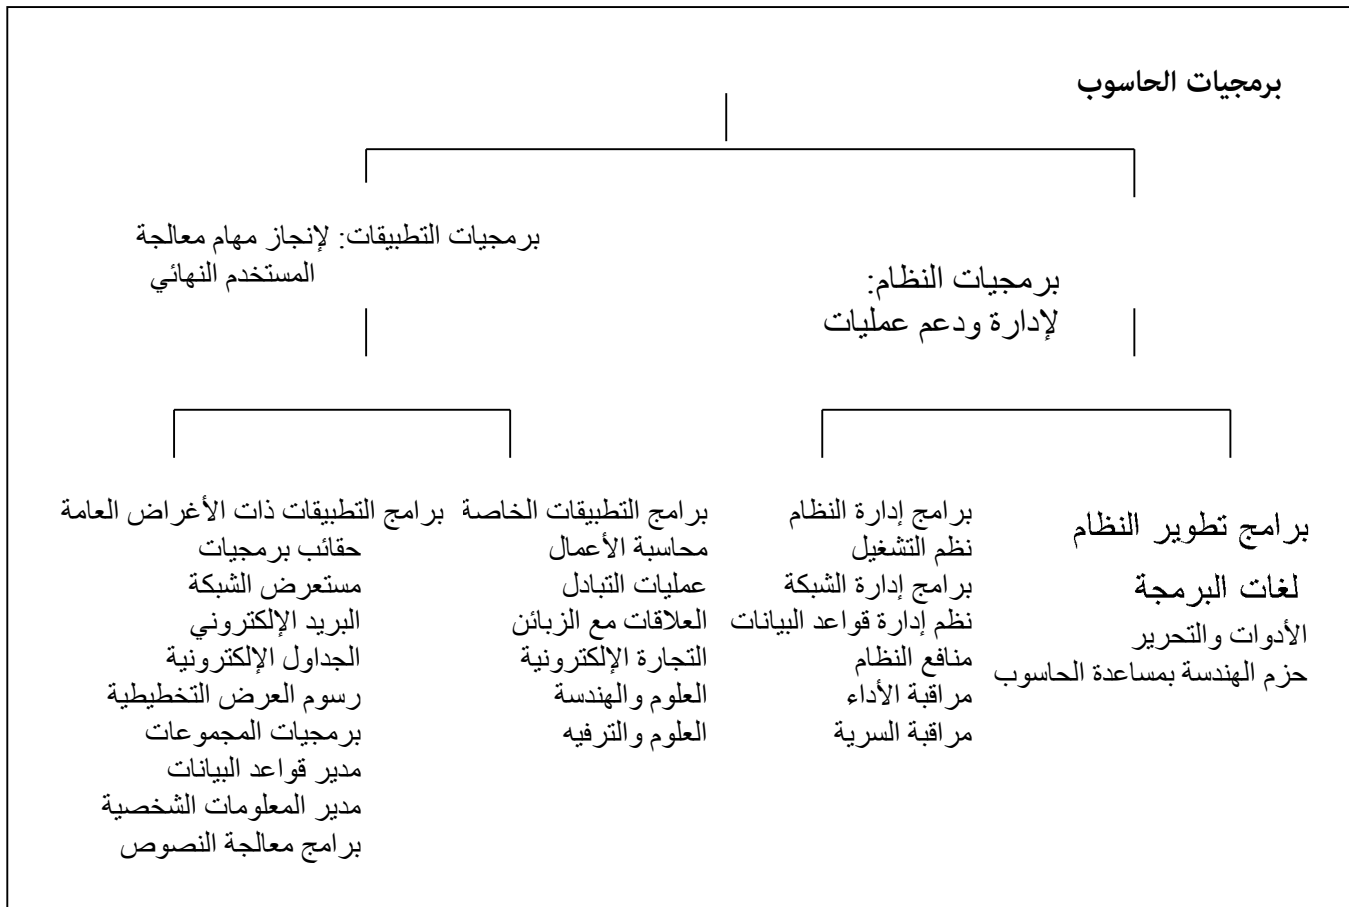 برمجيات الحاسوب
برمجيات النظام:
لإدارة ودعم عمليات
برمجيات التطبيقات: لإنجاز مهام معالجة
المستخدم النهائي
برامج تطوير النظام
لغات البرمجة
الأدوات والتحرير
حزم الهندسة بمساعدة الحاسوب
برامج إدارة النظام
نظم التشغيل
برامج إدارة الشبكة
نظم إدارة قواعد البيانات
منافع النظام
مراقبة الأداء
مراقبة السرية
برامج التطبيقات الخاصة
محاسبة الأعمال
عمليات التبادل
العلاقات مع الزبائن
التجارة الإلكترونية
العلوم والهندسة
العلوم والترفيه
برامج التطبيقات ذات الأغراض العامة
حقائب برمجيات
مستعرض الشبكة
البريد الإلكتروني
الجداول الإلكترونية
رسوم العرض التخطيطية
برمجيات المجموعات
مدير قواعد البيانات
مدير المعلومات الشخصية
برامج معالجة النصوص